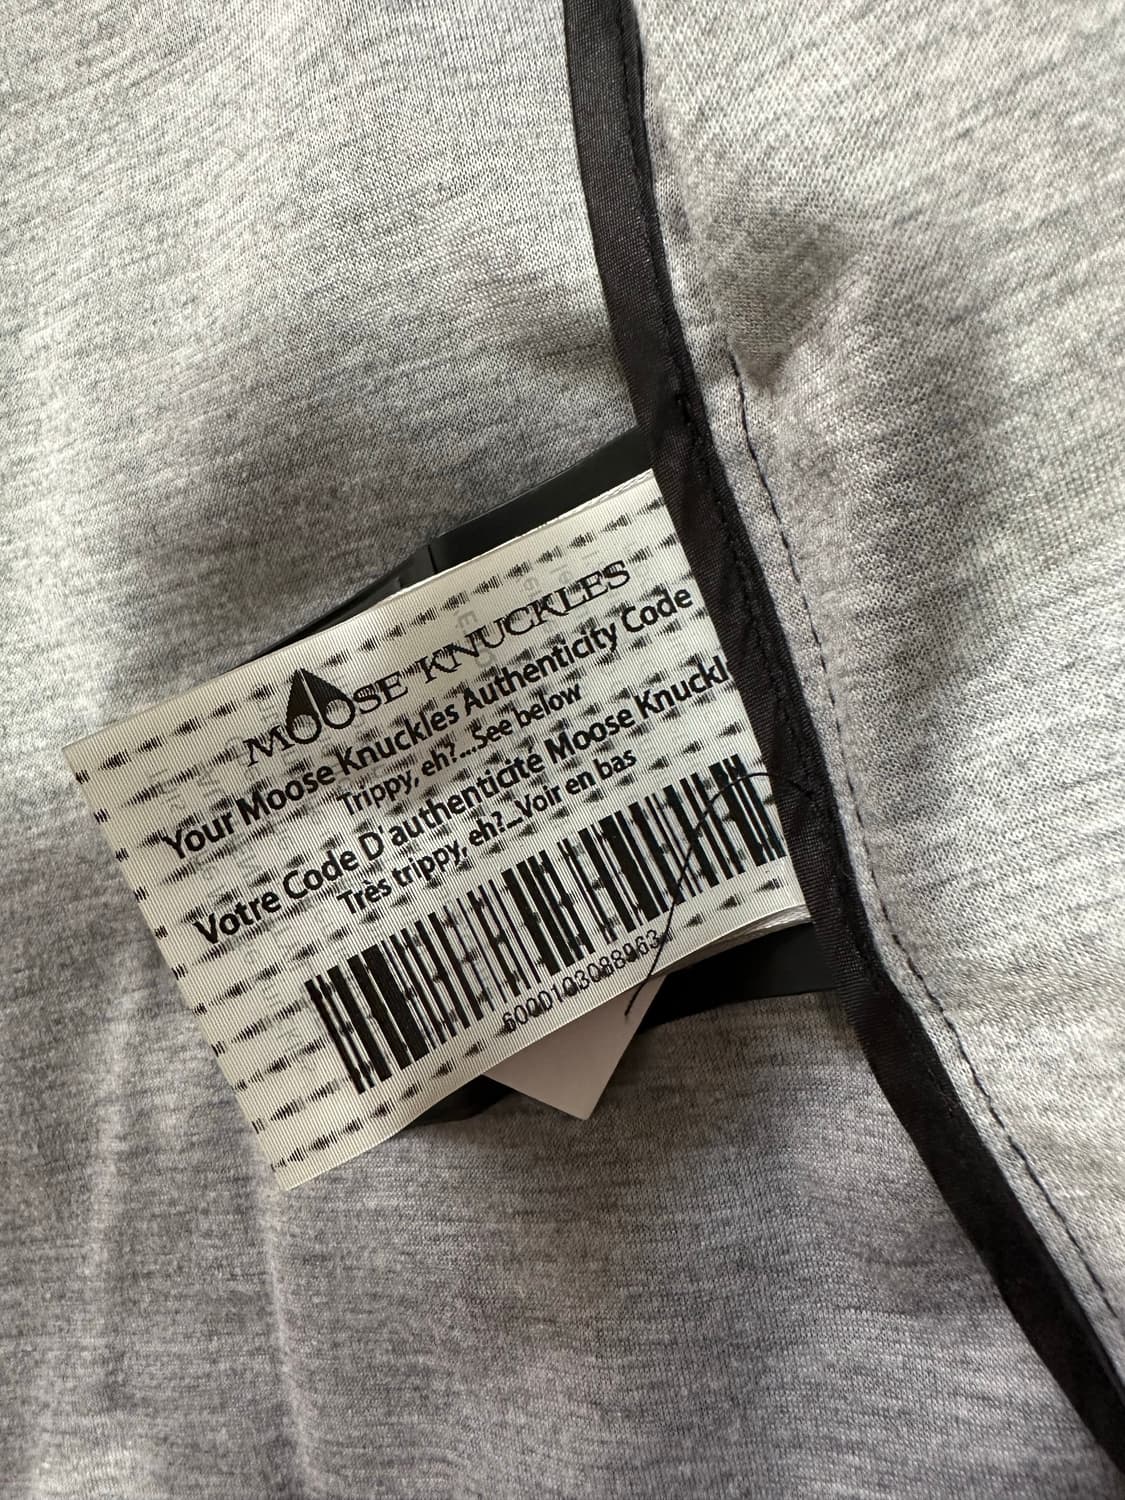 MOOSE KNUCKLES
Your Moose Knuckles Authenticity Code
Trippy, eh?...See below
Votre Code D'authenticité Moose Knuckl
Très trippy, eh?...Voir en bas
6000103088963